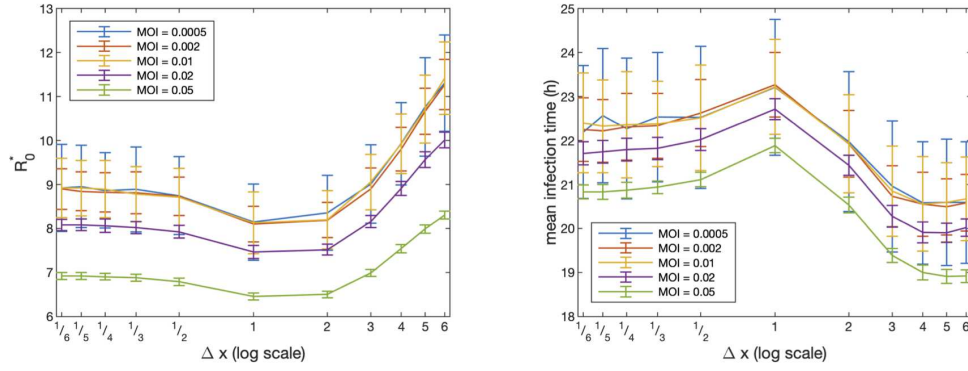 13
12
11
10
9
8
7
6
R*0
MOI = 0.0005
MOI = 0.002
MOI = 0.01
MOI = 0.02
MOI = 0.05
1/6 1/5 1/4 1/3 1/2 1 2 3 4 5 6
Δ x (log scale)
25
24
23
22
21
20
19
18
mean infection time (h)
MOI = 0.0005
MOI = 0.002
MOI = 0.01
MOI = 0.02
MOI = 0.05
1/6 1/5 1/4 1/3 1/2 1 2 3 4 5 6
Δ x (log scale)